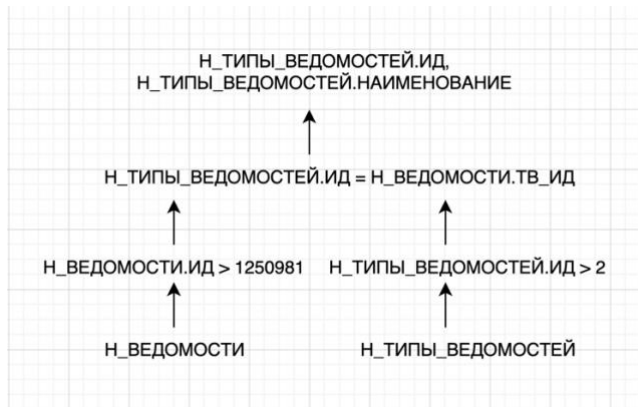 Н_ТИПЫ_ВЕДОМОСТЕЙ.ИД,
Н_ТИПЫ_ВЕДОМОСТЕЙ.НАИМЕНОВАНИЕ
Н_ТИПЫ_ВЕДОМОСТЕЙ.ИД = Н_ВЕДОМОСТИ.ТВ_ИД
Н_ВЕДОМОСТИ.ИД > 1250981
Н_ТИПЫ_ВЕДОМОСТЕЙ.ИД > 2
Н_ВЕДОМОСТИ
Н_ТИПЫ_ВЕДОМОСТЕЙ